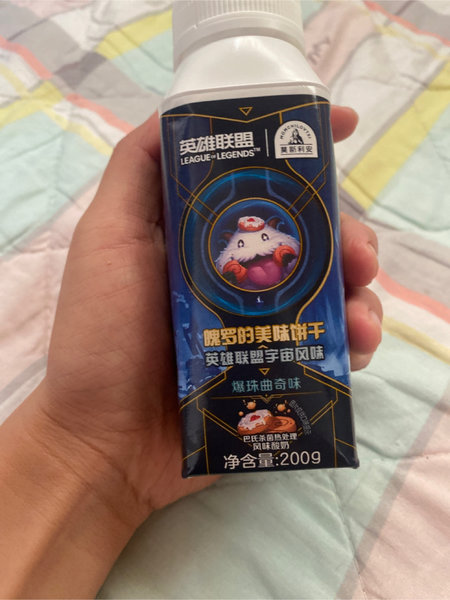 英雄联盟
LEAGUE OF LEGENDS™
MOMCHILOVTSI
莫斯利安
魄罗的美味饼干
英雄联盟宇宙风味
爆珠曲奇味
巴氏杀菌热处理
风味酸奶
净含量:200g